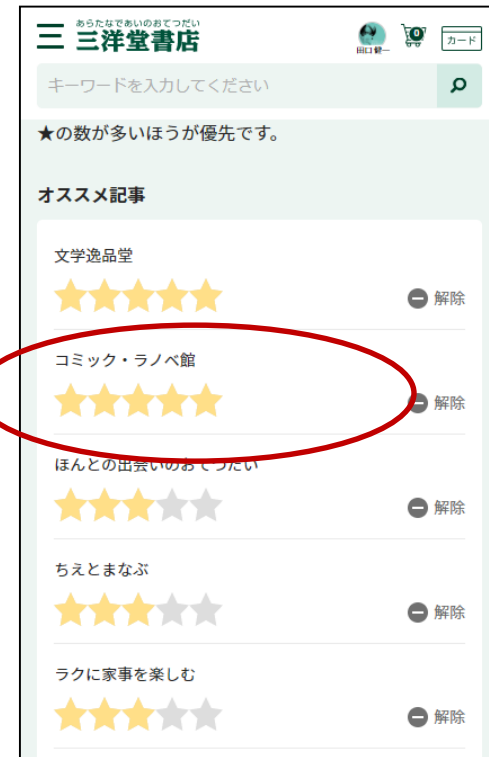 あらたなであいのおてつだい
三洋堂書店
田口 健一
0
カード
キーワードを入力してください
★の数が多いほうが優先です。
オススメ記事
文学逸品堂
解除
コミック・ラノベ館
解除
ほんとの出会いのおてつだい
解除
ちえとまなぶ
解除
ラクに家事を楽しむ
解除